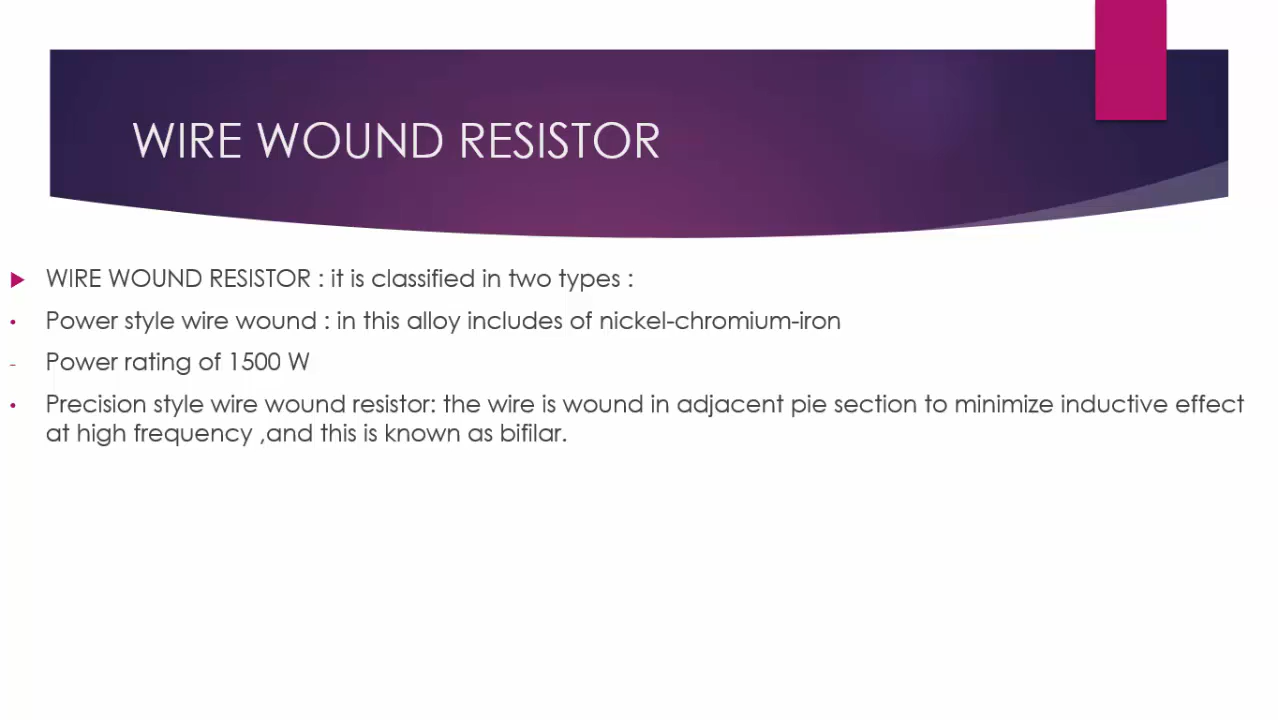 WIRE WOUND RESISTOR
WIRE WOUND RESISTOR : it is classified in two types :
Power style wire wound : in this alloy includes of nickel-chromium-iron
Power rating of 1500 W
Precision style wire wound resistor: the wire is wound in adjacent pie section to minimize inductive effect
at high frequency ,and this is known as bifilar.